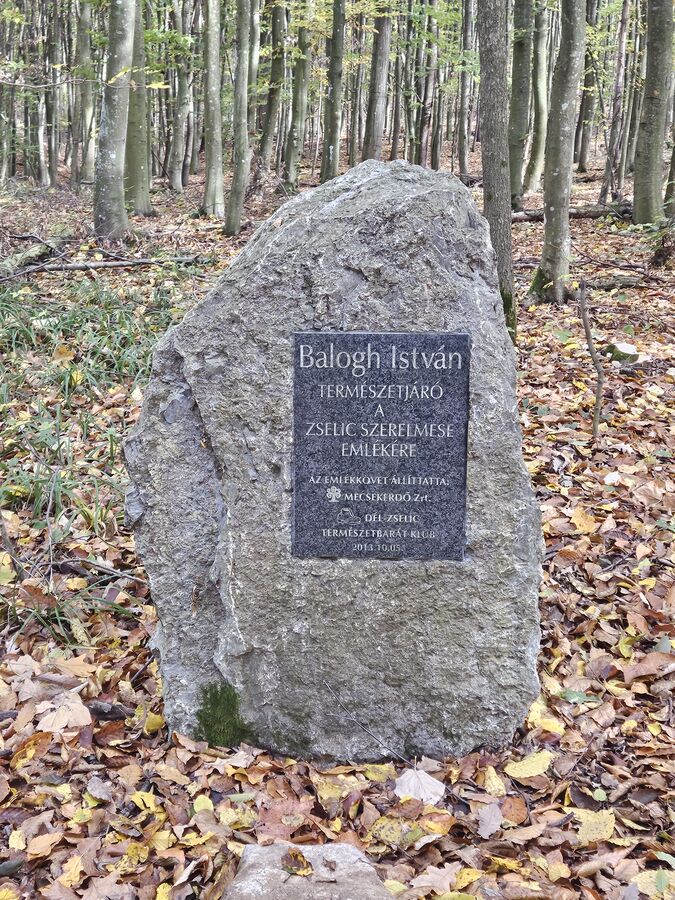 Balogh István
TERMÉSZETJÁRÓ
A
ZSELIC SZERELMESE
EMLÉKÉRE
AZ EMLÉKKÖVET ÁLLÍTTATTA:
MECSEKERDŐ Zrt.
DÉL-ZSELIC
TERMÉSZETBARÁT KLUB
2013.10.05.